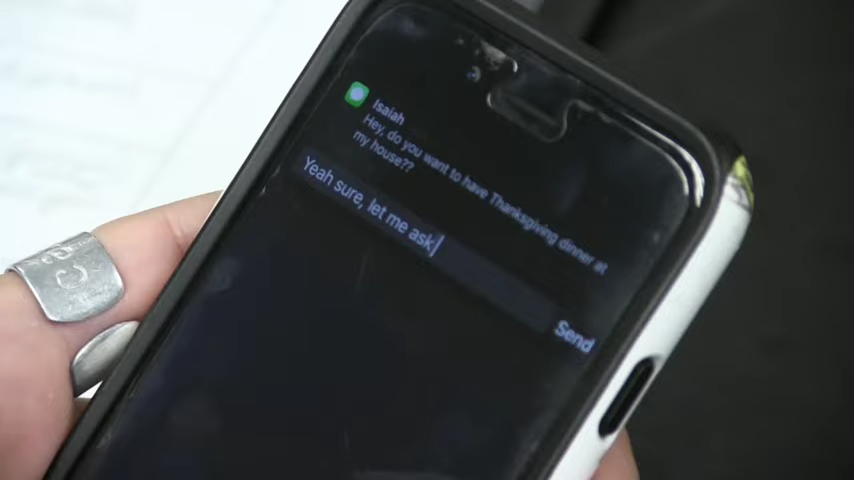 Isaiah
Hey, do you want to have Thanksgiving dinner at
my house??
Yeah sure, let me ask
Send